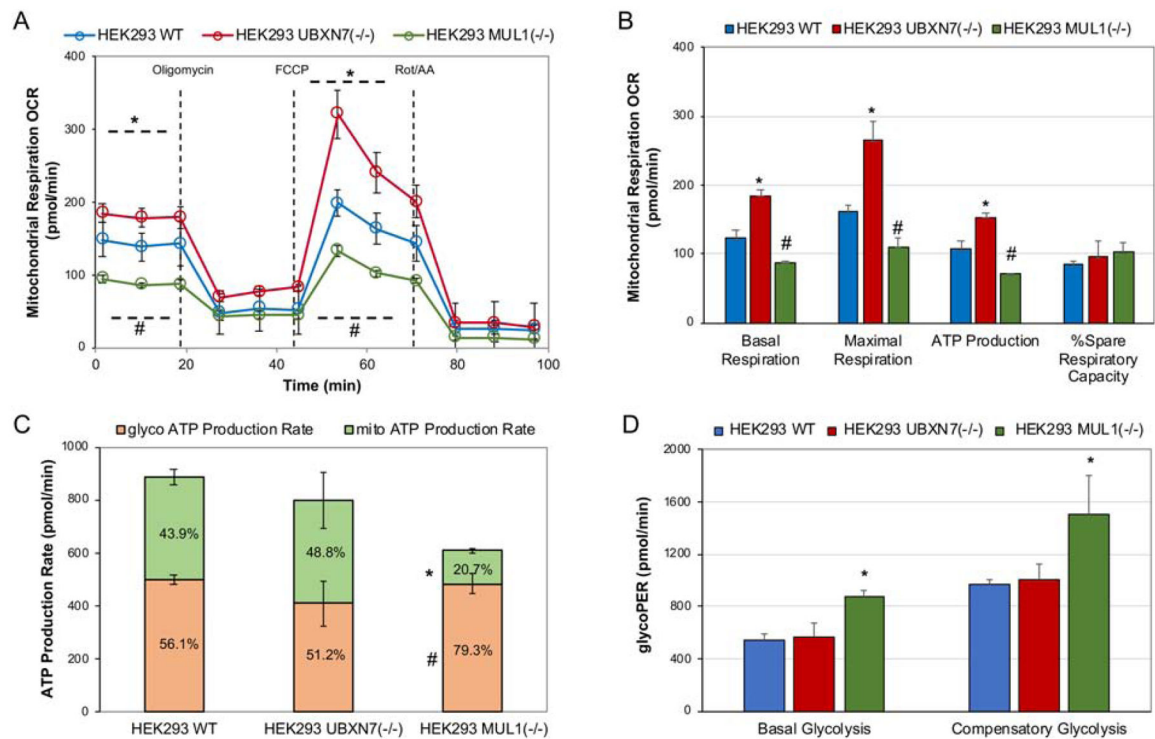 A
HEK293 WT HEK293 UBXN7(-/-) HEK293 MUL1(-/-)
400
300
200
100
0
Mitochondrial Respiration OCR
(pmol/min)
Oligomycin FCCP Rot/AA
* *
# #
0 20 40 60 80 100
Time (min)
B
HEK293 WT HEK293 UBXN7(-/-) HEK293 MUL1(-/-)
400
300
200
100
0
Mitochondrial Respiration OCR
(pmol/min)
* # * # * #
Basal
Respiration
Maximal
Respiration
ATP Production
%Spare
Respiratory
Capacity
C
glyco ATP Production Rate mito ATP Production Rate
1000
800
600
400
200
0
ATP Production Rate (pmol/min)
43.9%
56.1%
48.8%
51.2%
*
20.7%
#
79.3%
HEK293 WT HEK293 UBXN7(-/-) HEK293 MUL1(-/-)
D
HEK293 WT HEK293 UBXN7(-/-) HEK293 MUL1(-/-)
2000
1600
1200
800
400
0
glycoPER (pmol/min)
* *
Basal Glycolysis Compensatory Glycolysis